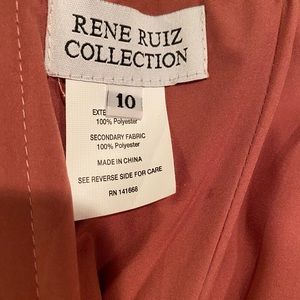 RENE RUIZ
COLLECTION
10
100% Polyester
SECONDARY FABRIC
100% Polyester
MADE IN CHINA
SEE REVERSE SIDE FOR CARE
RN 141668